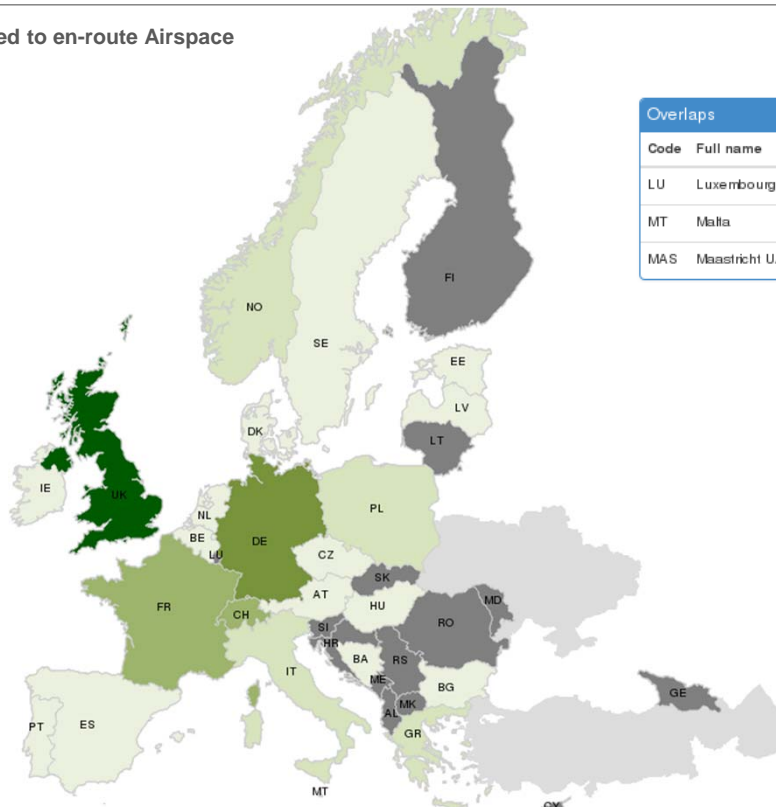 ed to en-route Airspace
Overlaps
Code Full name
LU Luxembourg
MT Malta
MAS Maastricht U.
FI
NO
SE
EE
LV
DK
LT
IE
UK
NL
PL
BE
DE
LU
CZ
SK
AT
MD
FR
CH
HU
RO
SI
HR
BA
RS
IT
ME
BG
GE
MK
AL
PT
ES
GR
MT